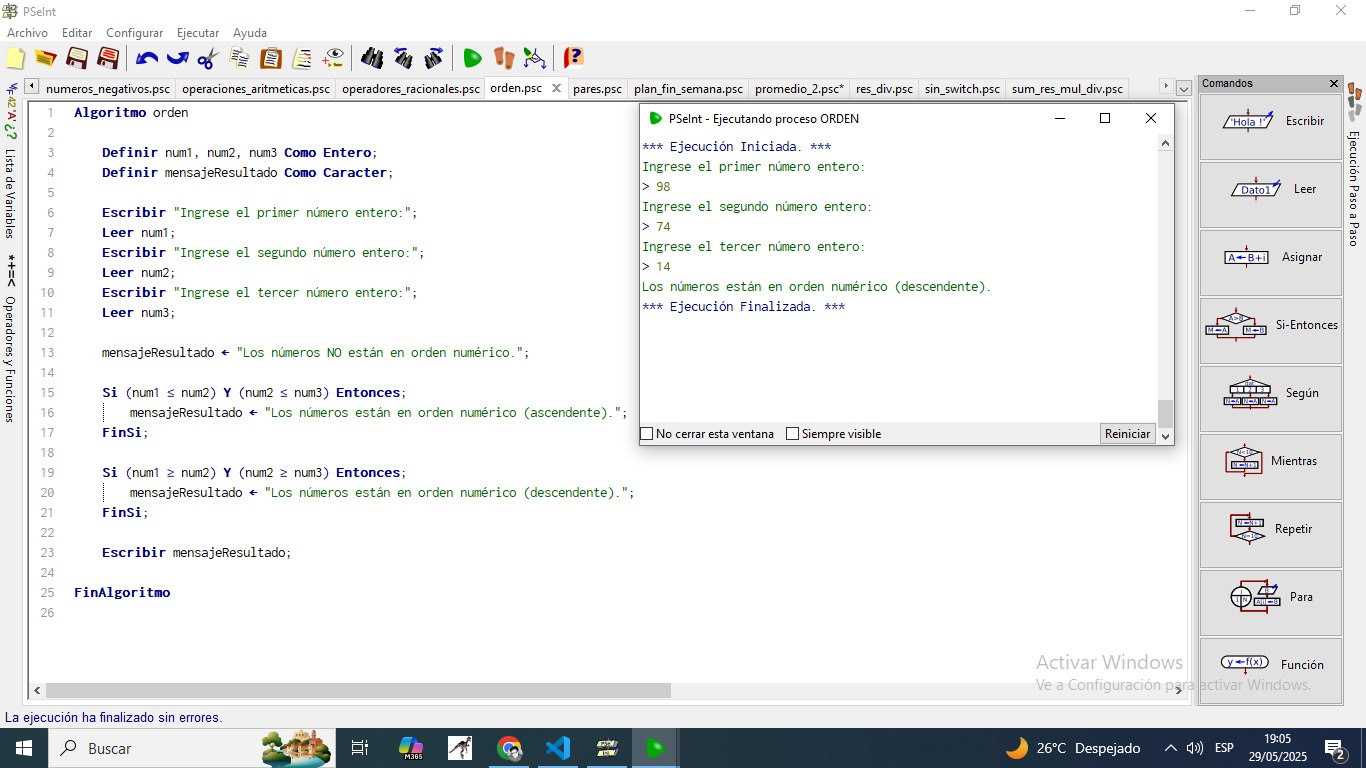 PSeInt
Archivo Editar Configurar Ejecutar Ayuda
numeros_negativos.psc operaciones_aritmeticas.psc operadores_racionales.psc orden.psc pares.psc plan_fin_semana.psc promedio_2.psc* res_div.psc sin_switch.psc sum_res_mul_div.psc
Lista de Variables
*+=< Operadores y Funciones
1 Algoritmo orden
2
3 Definir num1, num2, num3 Como Entero;
4 Definir mensajeResultado Como Caracter;
5
6 Escribir "Ingrese el primer número entero:";
7 Leer num1;
8 Escribir "Ingrese el segundo número entero:";
9 Leer num2;
10 Escribir "Ingrese el tercer número entero:";
11 Leer num3;
12
13 mensajeResultado ← "Los números NO están en orden numérico.";
14
15 Si (num1 ≤ num2) Y (num2 ≤ num3) Entonces;
16 mensajeResultado ← "Los números están en orden numérico (ascendente).";
17 FinSi;
18
19 Si (num1 ≥ num2) Y (num2 ≥ num3) Entonces;
20 mensajeResultado ← "Los números están en orden numérico (descendente).";
21 FinSi;
22
23 Escribir mensajeResultado;
24
25 FinAlgoritmo
26
PSeInt - Ejecutando proceso ORDEN
*** Ejecución Iniciada. ***
Ingrese el primer número entero:
> 98
Ingrese el segundo número entero:
> 74
Ingrese el tercer número entero:
> 14
Los números están en orden numérico (descendente).
*** Ejecución Finalizada. ***
No cerrar esta ventana Siempre visible Reiniciar
Comandos
'Hola !' Escribir
Dato1 Leer
A←B+i Asignar
Si-Entonces
Según
Mientras
Repetir
Para
y←f(x) Función
Ejecución Paso a Paso
Activar Windows
Ve a Configuración para activar Windows.
La ejecución ha finalizado sin errores.
Buscar
M365
26°C Despejado
ESP
19:05
29/05/2025
2